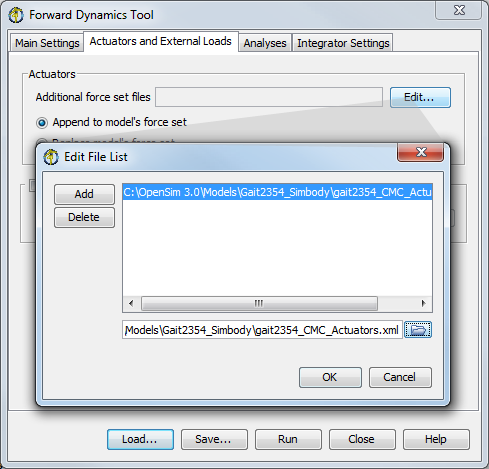 Forward Dynamics Tool
Main Settings Actuators and External Loads Analyses Integrator Settings
Actuators
Additional force set files Edit...
Append to model's force set
Replace model's force set
Edit File List
Add
C:\OpenSim 3.0\Models\Gait2354_Simbody\gait2354_CMC_Actu
Delete
Models\Gait2354_Simbody\gait2354_CMC_Actuators.xml
OK Cancel
Load... Save... Run Close Help